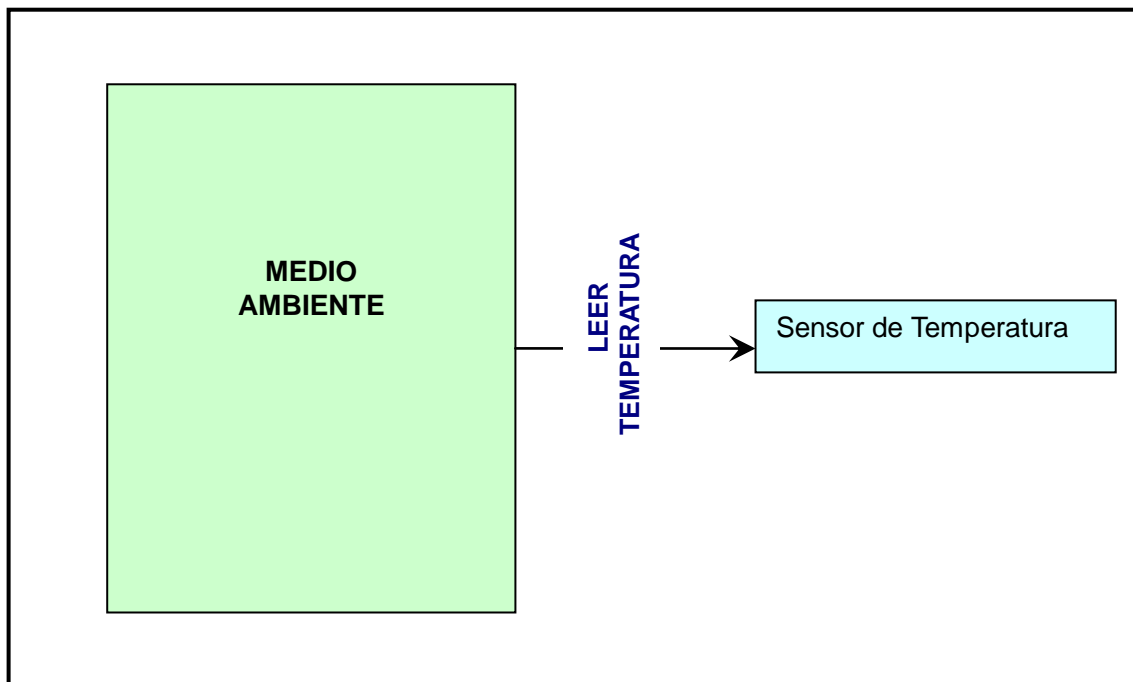 MEDIO
AMBIENTE
LEER
TEMPERATURA
Sensor de Temperatura